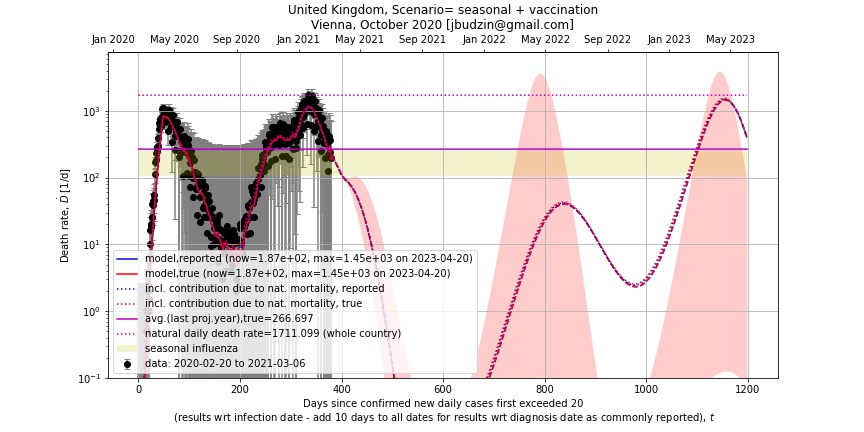 United Kingdom, Scenario= seasonal + vaccination
Vienna, October 2020 [jbudzin@gmail.com]
Jan 2020 May 2020 Sep 2020 Jan 2021 May 2021 Sep 2021 Jan 2022 May 2022 Sep 2022 Jan 2023 May 2023
Death rate, Ḋ [1/d]
10³
10²
10¹
10⁰
10⁻¹
model,reported (now=1.87e+02, max=1.45e+03 on 2023-04-20)
model,true (now=1.87e+02, max=1.45e+03 on 2023-04-20)
incl. contribution due to nat. mortality, reported
incl. contribution due to nat. mortality, true
avg.(last proj.year),true=266.697
natural daily death rate=1711.099 (whole country)
seasonal influenza
data: 2020-02-20 to 2021-03-06
0 200 400 600 800 1000 1200
Days since confirmed new daily cases first exceeded 20
(results wrt infection date - add 10 days to all dates for results wrt diagnosis date as commonly reported), t